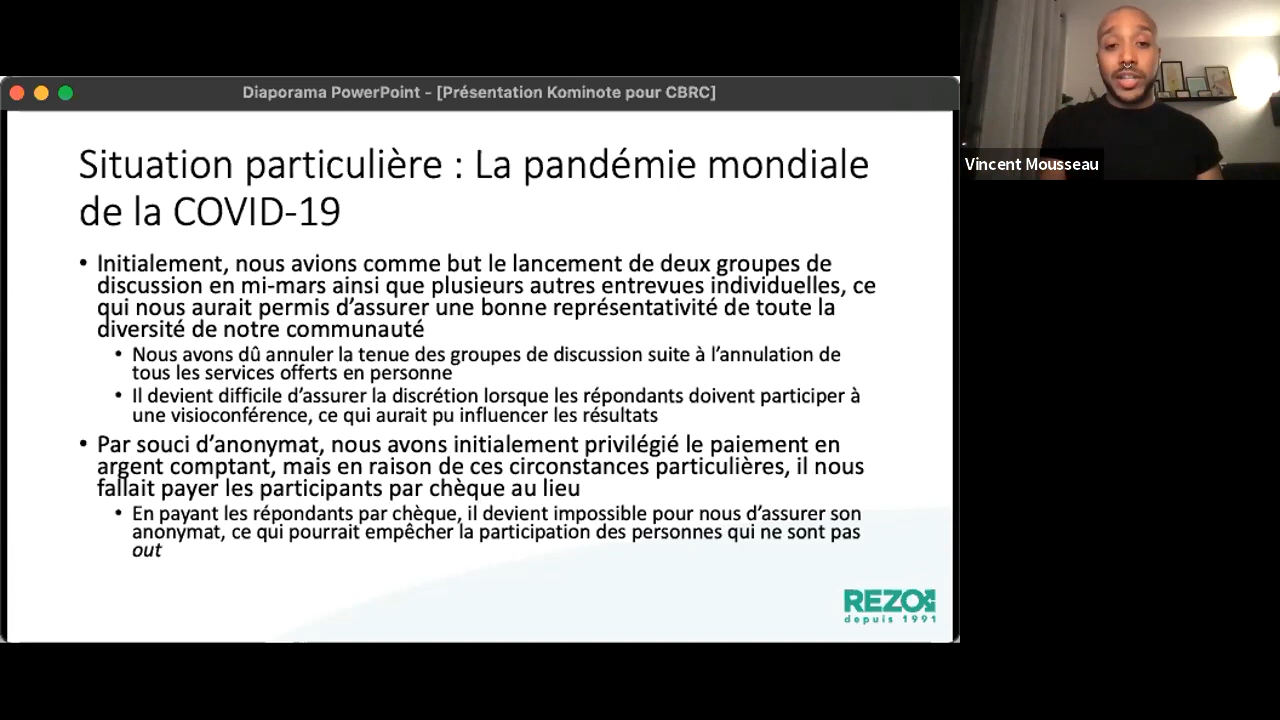 Diaporama PowerPoint - [Présentation Kominote pour CBRC]
Vincent Mousseau
Situation particulière : La pandémie mondiale
de la COVID-19
• Initialement, nous avions comme but le lancement de deux groupes de
discussion en mi-mars ainsi que plusieurs autres entrevues individuelles, ce
qui nous aurait permis d’assurer une bonne représentativité de toute la
diversité de notre communauté
• Nous avons dû annuler la tenue des groupes de discussion suite à l’annulation de
tous les services offerts en personne
• Il devient difficile d’assurer la discrétion lorsque les répondants doivent participer à
une visioconférence, ce qui aurait pu influencer les résultats
• Par souci d’anonymat, nous avons initialement privilégié le paiement en
argent comptant, mais en raison de ces circonstances particulières, il nous
fallait payer les participants par chèque au lieu
• En payant les répondants par chèque, il devient impossible pour nous d’assurer son
anonymat, ce qui pourrait empêcher la participation des personnes qui ne sont pas
out
REZO
depuis 1991